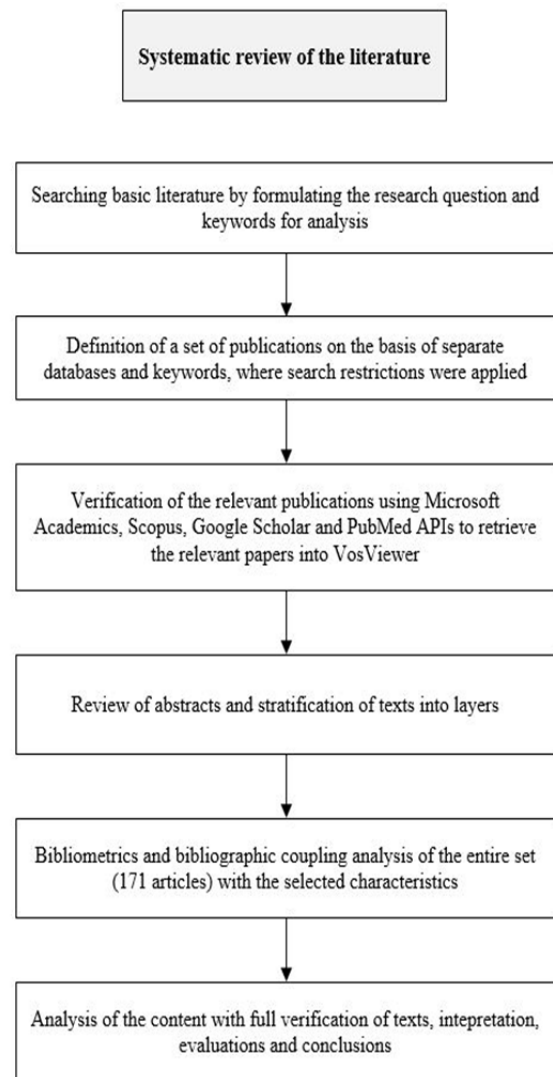 Systematic review of the literature
Searching basic literature by formulating the research question and
keywords for analysis
Definition of a set of publications on the basis of separate
databases and keywords, where search restrictions were applied
Verification of the relevant publications using Microsoft
Academics, Scopus, Google Scholar and PubMed APIs to retrieve
the relevant papers into VosViewer
Review of abstracts and stratification of texts into layers
Bibliometrics and bibliographic coupling analysis of the entire set
(171 articles) with the selected characteristics
Analysis of the content with full verification of texts, intepretation,
evaluations and conclusions